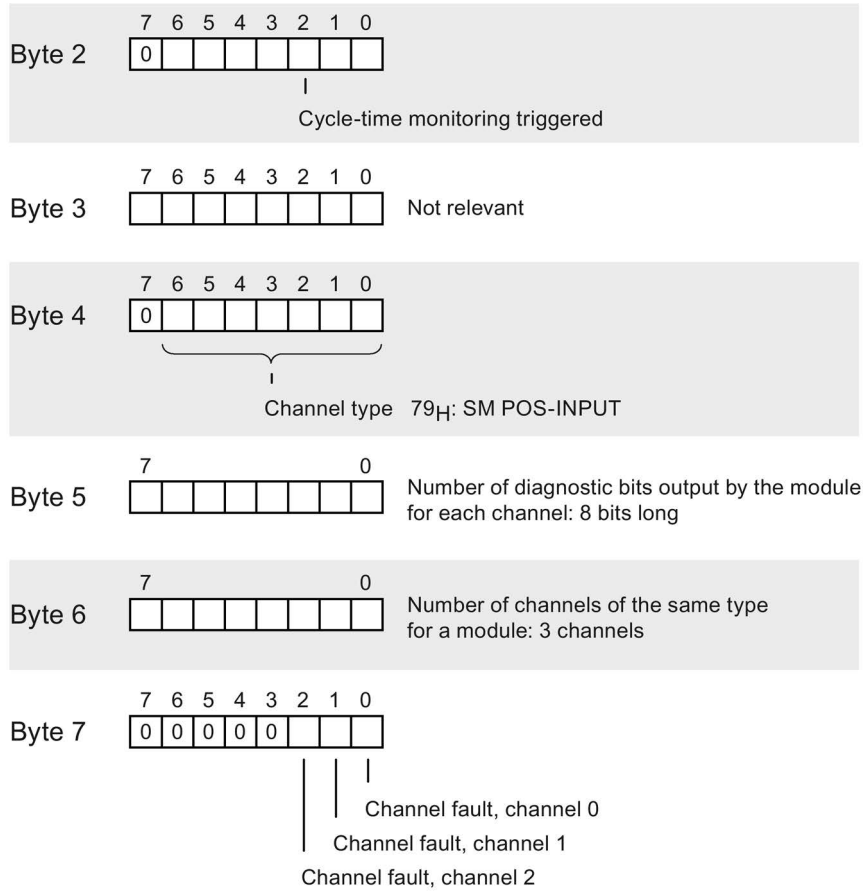 7 6 5 4 3 2 1 0
Byte 2 0
Cycle-time monitoring triggered
7 6 5 4 3 2 1 0
Byte 3 Not relevant
7 6 5 4 3 2 1 0
Byte 4 0
Channel type 79H: SM POS-INPUT
7 0
Byte 5
Number of diagnostic bits output by the module
for each channel: 8 bits long
7 0
Byte 6
Number of channels of the same type
for a module: 3 channels
7 6 5 4 3 2 1 0
Byte 7 0 0 0 0 0
Channel fault, channel 0
Channel fault, channel 1
Channel fault, channel 2